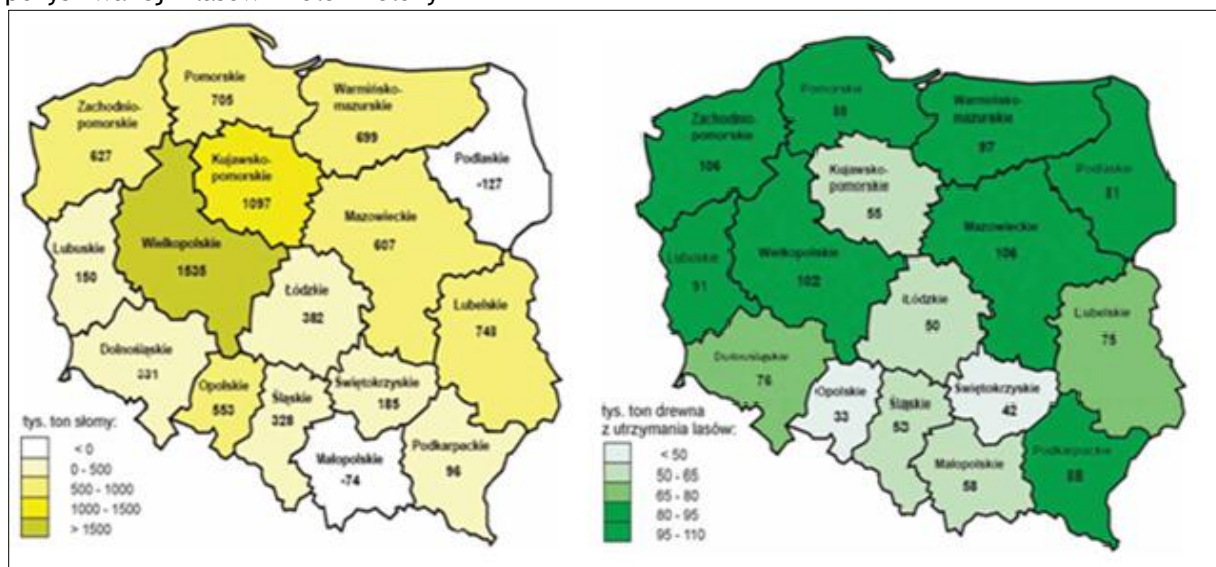 Pomorskie
705
Warmińsko-
mazurskie
699
Zachodnio-
pomorskie
627
Podlaskie
-127
Kujawsko-
pomorskie
1097
Mazowieckie
607
Lubuskie
150
Wielkopolskie
1535
Łódzkie
382
Lubelskie
748
Dolnośląskie
331
Opolskie
553
Śląskie
328
Świętokrzyskie
185
Małopolskie
-74
Podkarpackie
96
tys. ton słomy:
< 0
0 - 500
500 - 1000
1000 - 1500
> 1500
Pomorskie
Warmińsko-
mazurskie
97
Zachodnio-
pomorskie
106
Podlaskie
81
Kujawsko-
pomorskie
55
Mazowieckie
106
Lubuskie
91
Wielkopolskie
102
Łódzkie
50
Lubelskie
75
Dolnośląskie
76
Opolskie
33
Śląskie
53
Świętokrzyskie
42
Małopolskie
58
Podkarpackie
tys. ton drewna
z utrzymania lasów:
< 50
50 - 65
65 - 80
80 - 95
95 - 110